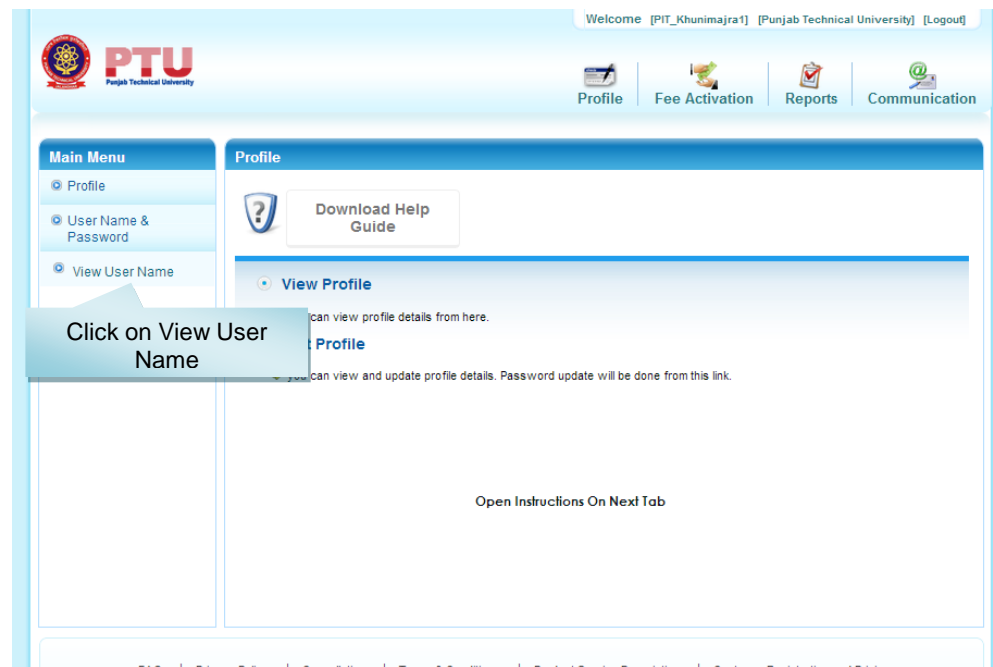 Welcome [PIT_Khunimajra1] [Punjab Technical University] [Logout]
PTU
Punjab Technical University
Profile
Fee Activation
Reports
Communication
Main Menu
Profile
User Name &
Password
View User Name
Click on View User
Name
Profile
Download Help
Guide
View Profile
can view profile details from here.
Profile
you can view and update profile details. Password update will be done from this link.
Open Instructions On Next Tab